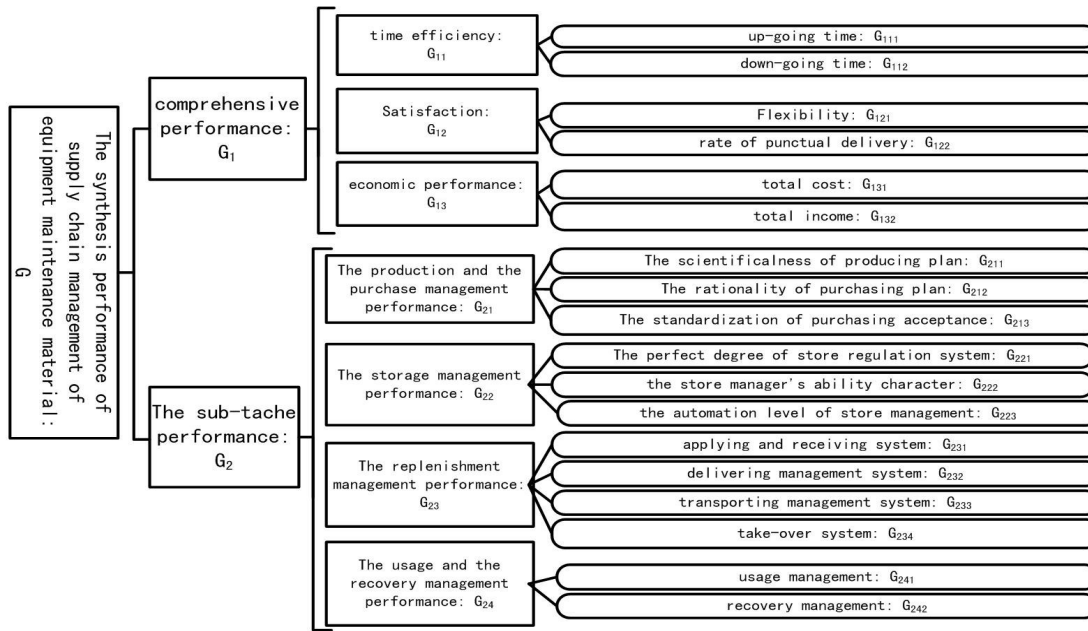 The synthesis performance of
supply chain management of
equipment maintenance material:
G
comprehensive
performance:
G₁
time efficiency:
G₁₁
up-going time: G₁₁₁
down-going time: G₁₁₂
Satisfaction:
G₁₂
Flexibility: G₁₂₁
rate of punctual delivery: G₁₂₂
economic performance:
G₁₃
total cost: G₁₃₁
total income: G₁₃₂
The sub-tache
performance:
G₂
The production and the
purchase management
performance: G₂₁
The scientificalness of producing plan: G₂₁₁
The rationality of purchasing plan: G₂₁₂
The standardization of purchasing acceptance: G₂₁₃
The storage management
performance: G₂₂
The perfect degree of store regulation system: G₂₂₁
the store manager's ability character: G₂₂₂
the automation level of store management: G₂₂₃
The replenishment
management performance:
G₂₃
applying and receiving system: G₂₃₁
delivering management system: G₂₃₂
transporting management system: G₂₃₃
take-over system: G₂₃₄
The usage and the
recovery management
performance: G₂₄
usage management: G₂₄₁
recovery management: G₂₄₂